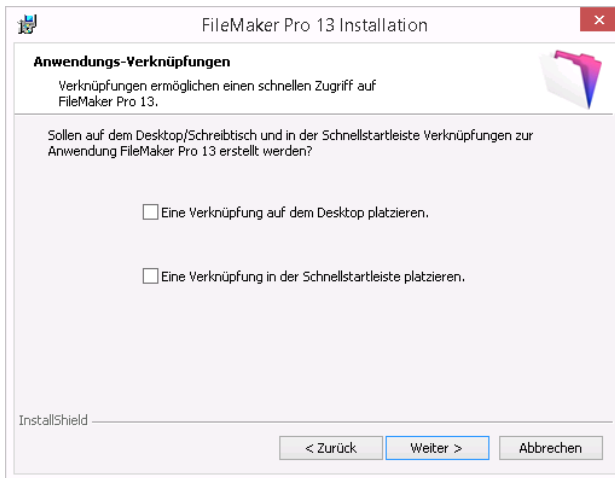 FileMaker Pro 13 Installation
Anwendungs-Verknüpfungen
Verknüpfungen ermöglichen einen schnellen Zugriff auf
FileMaker Pro 13.
Sollen auf dem Desktop/Schreibtisch und in der Schnellstartleiste Verknüpfungen zur
Anwendung FileMaker Pro 13 erstellt werden?
Eine Verknüpfung auf dem Desktop platzieren.
Eine Verknüpfung in der Schnellstartleiste platzieren.
InstallShield
< Zurück Weiter > Abbrechen